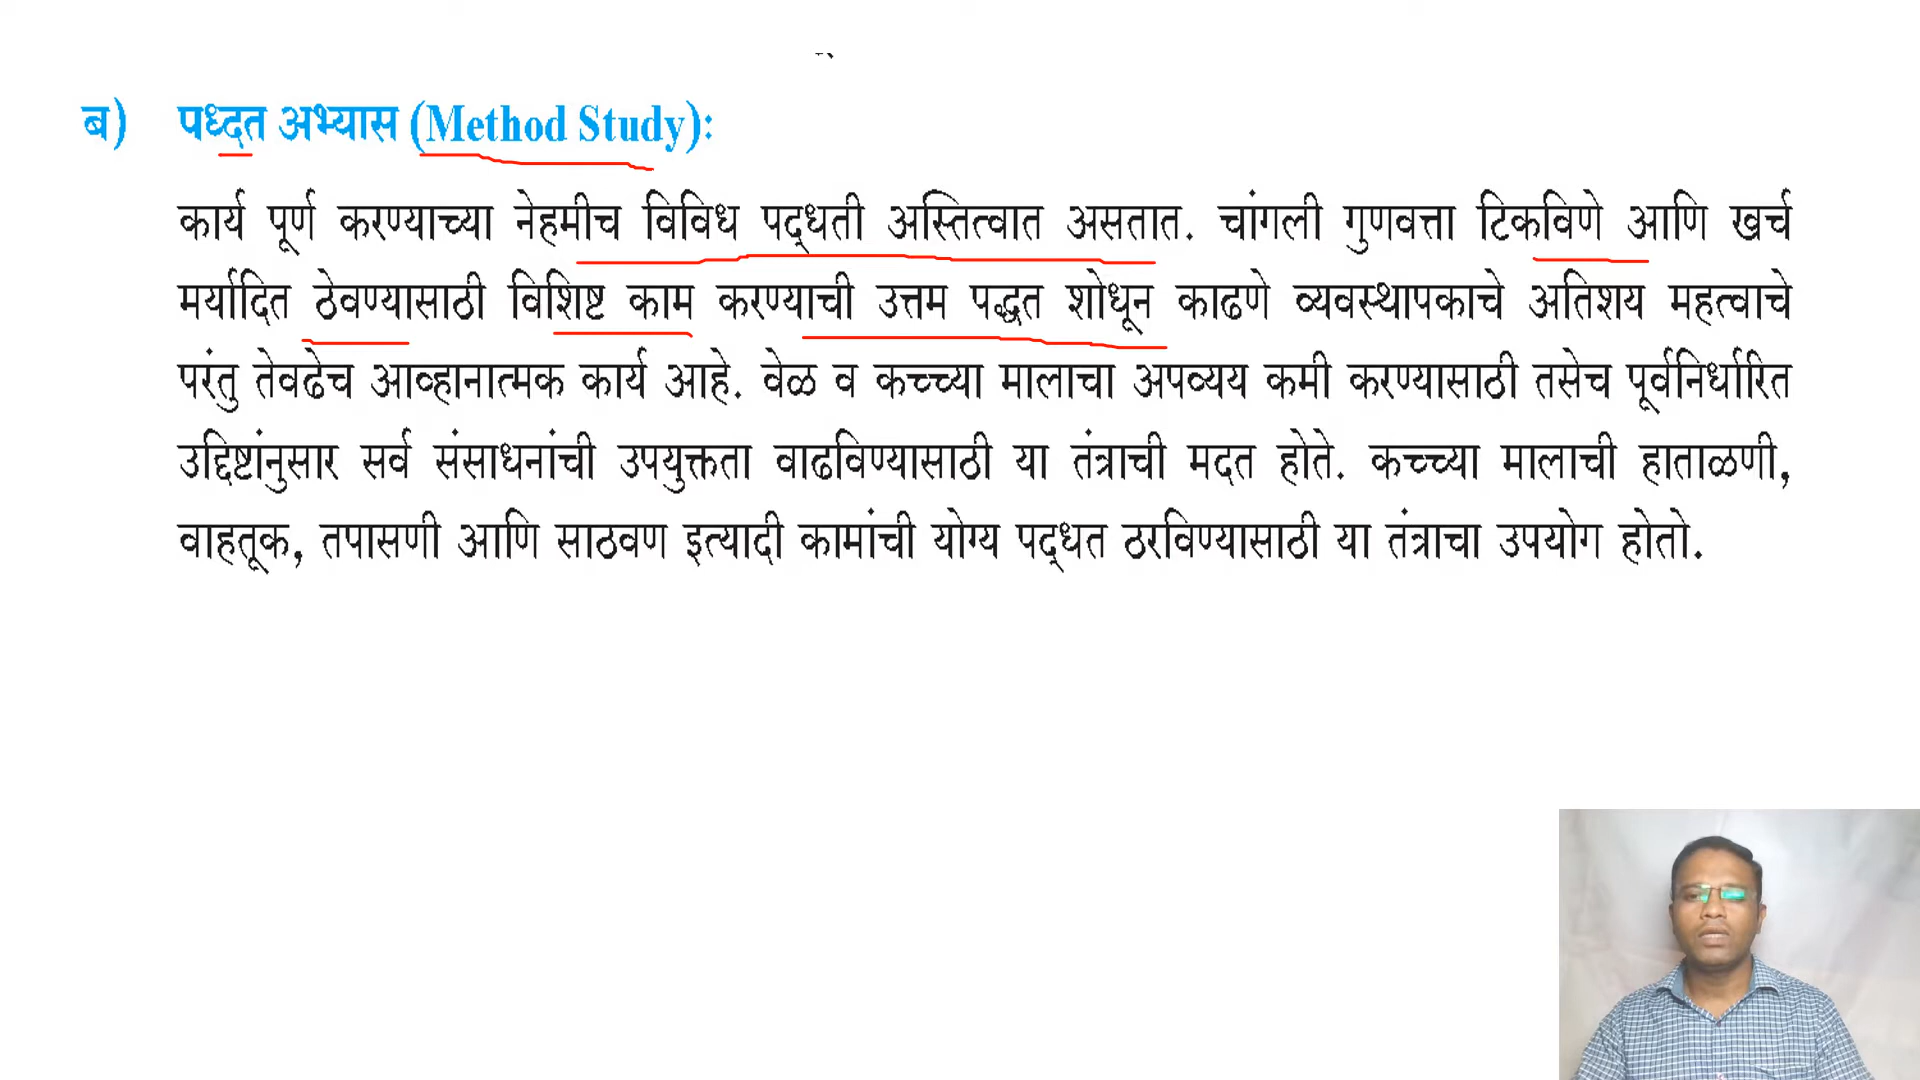 ब) पध्दत अभ्यास (Method Study):
कार्य पूर्ण करण्याच्या नेहमीच विविध पद्धती अस्तित्वात असतात. चांगली गुणवत्ता टिकविणे आणि खर्च
मर्यादित ठेवण्यासाठी विशिष्ट काम करण्याची उत्तम पद्धत शोधून काढणे व्यवस्थापकाचे अतिशय महत्वाचे
परंतु तेवढेच आव्हानात्मक कार्य आहे. वेळ व कच्च्या मालाचा अपव्यय कमी करण्यासाठी तसेच पूर्वनिर्धारित
उद्दिष्टांनुसार सर्व संसाधनांची उपयुक्तता वाढविण्यासाठी या तंत्राची मदत होते. कच्च्या मालाची हाताळणी,
वाहतूक, तपासणी आणि साठवण इत्यादी कामांची योग्य पद्धत ठरविण्यासाठी या तंत्राचा उपयोग होतो.